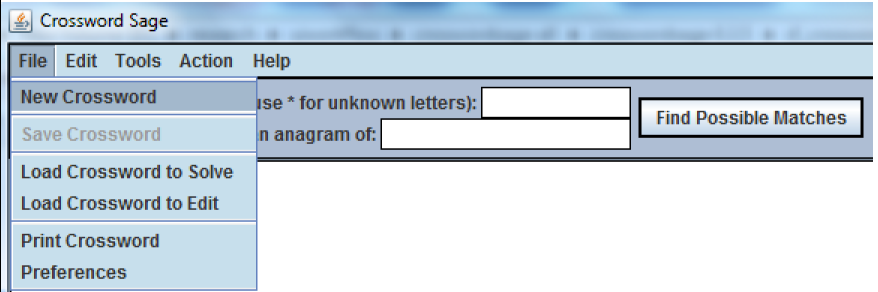 Crossword Sage
File Edit Tools Action Help
New Crossword
Save Crossword
Load Crossword to Solve
Load Crossword to Edit
Print Crossword
Preferences
use * for unknown letters):
n anagram of:
Find Possible Matches